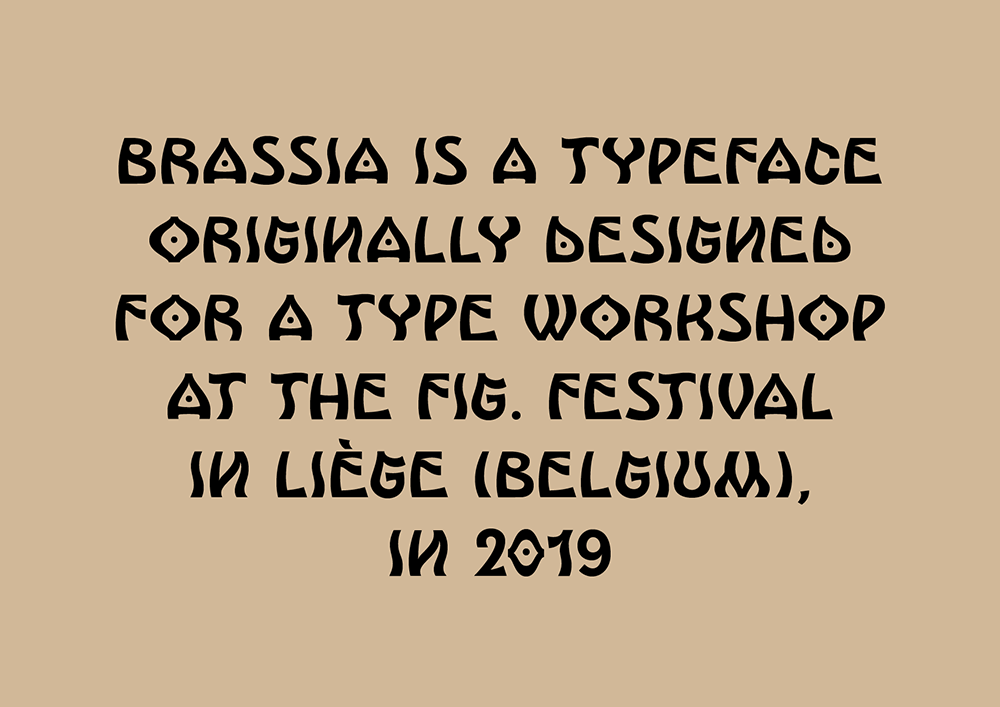 BRASSIA IS A TYPEFACE
ORIGINALLY DESIGNED
FOR A TYPE WORKSHOP
AT THE FIG. FESTIVAL
IN LIÈGE (BELGIUM),
IN 2019